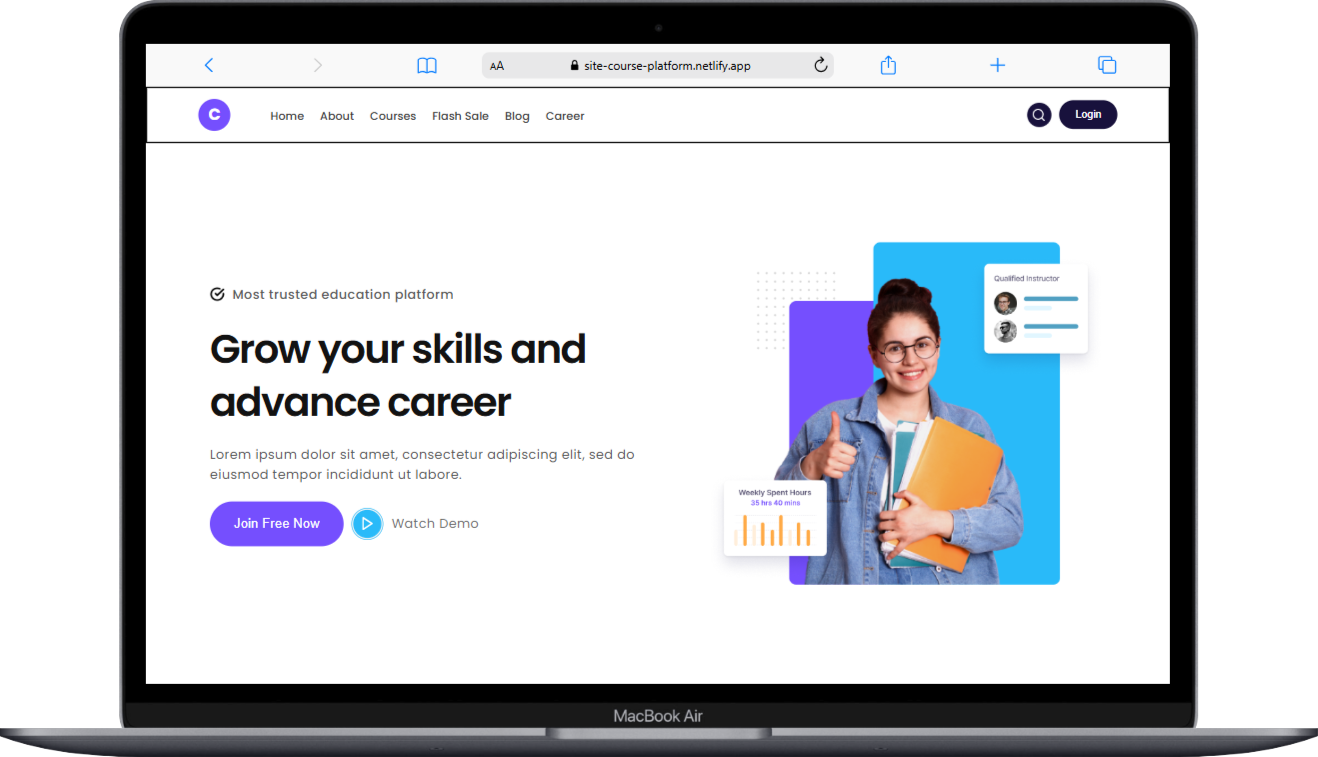 AA site-course-platform.netlify.app
C Home About Courses Flash Sale Blog Career Login
Most trusted education platform
Grow your skills and
advance career
Lorem ipsum dolor sit amet, consectetur adipiscing elit, sed do
eiusmod tempor incididunt ut labore.
Join Free Now Watch Demo
Qualified Instructor
Weekly Spent Hours
35 hrs 40 mins
MacBook Air